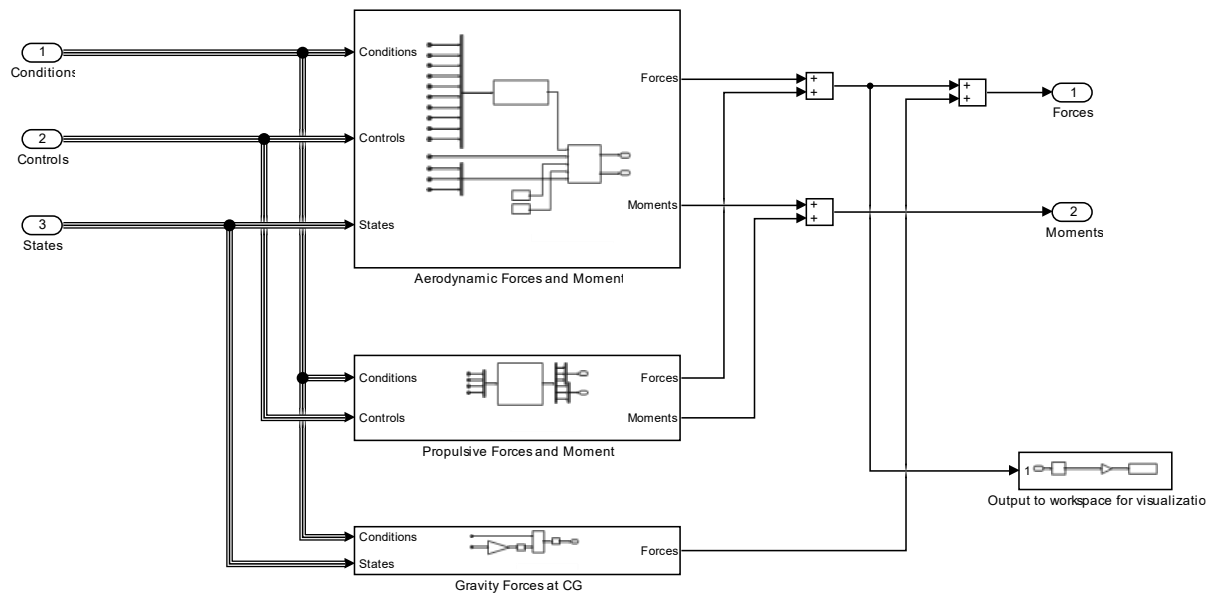 1
Conditions
2
Controls
3
States
Conditions
Controls
States
Forces
Moments
Aerodynamic Forces and Moment
Conditions
Controls
Forces
Moments
Propulsive Forces and Moment
Conditions
States
Forces
Gravity Forces at CG
+
+
+
+
+
+
1
Forces
2
Moments
1
Output to workspace for visualizatio